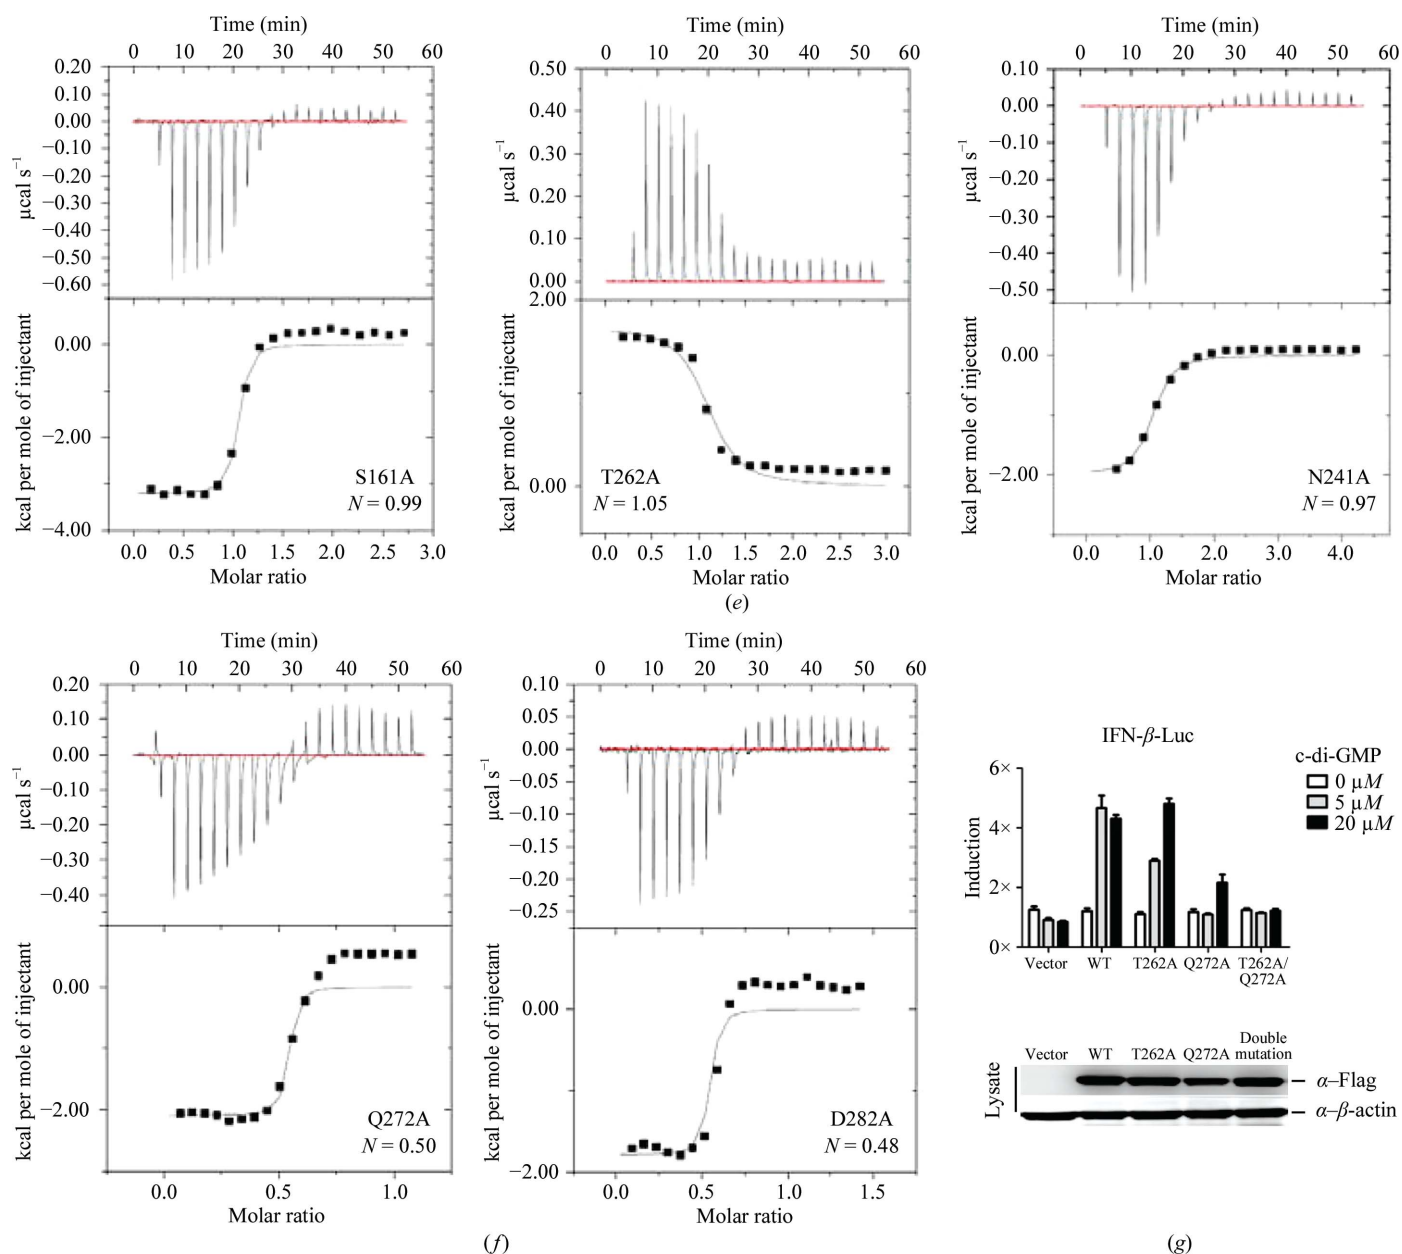 Time (min)
0 10 20 30 40 50 60
0.20
0.10
0.00
−0.10
−0.20
−0.30
−0.40
−0.50
−0.60
µcal s−1
0.00
−2.00
−4.00
kcal per mole of injectant
S161A
N = 0.99
0.0 0.5 1.0 1.5 2.0 2.5 3.0
Molar ratio
Time (min)
0 10 20 30 40 50 60
0.50
0.40
0.30
0.20
0.10
0.00
µcal s−1
2.00
0.00
kcal per mole of injectant
T262A
N = 1.05
0.0 0.5 1.0 1.5 2.0 2.5 3.0
Molar ratio
Time (min)
0 10 20 30 40 50 60
0.10
0.00
−0.10
−0.20
−0.30
−0.40
−0.50
µcal s−1
0.00
−2.00
kcal per mole of injectant
N241A
N = 0.97
0.0 1.0 2.0 3.0 4.0
Molar ratio
(e)
Time (min)
0 10 20 30 40 50 60
0.20
0.10
0.00
−0.10
−0.20
−0.30
−0.40
µcal s−1
0.00
−2.00
kcal per mole of injectant
Q272A
N = 0.50
0.0 0.5 1.0
Molar ratio
Time (min)
0 10 20 30 40 50 60
0.10
0.05
0.00
−0.05
−0.10
−0.15
−0.20
−0.25
µcal s−1
0.00
−2.00
kcal per mole of injectant
D282A
N = 0.48
0.0 0.5 1.0 1.5
Molar ratio
(f)
IFN-β-Luc
c-di-GMP
0 µM
5 µM
20 µM
6×
4×
2×
0×
Induction
Vector WT T262A Q272A T262A/
Q272A
Double
Vector WT T262A Q272A mutation
Lysate
α–Flag
α–β-actin
(g)